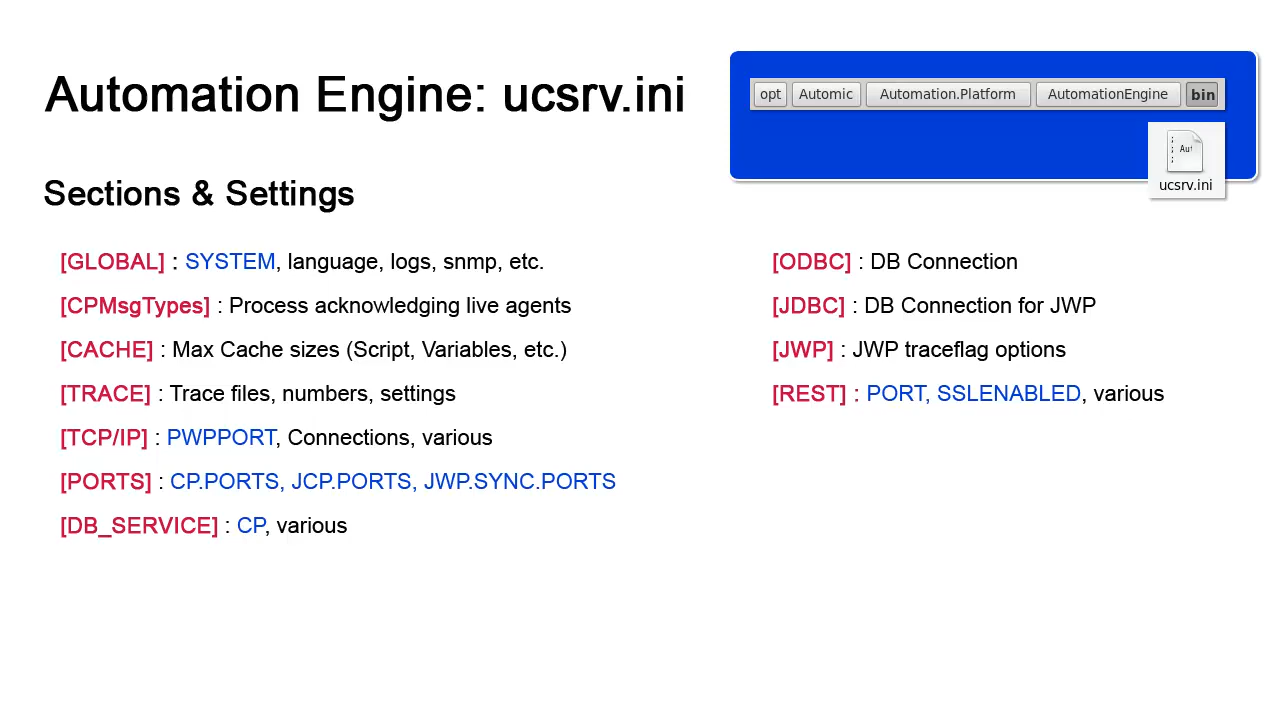 Automation Engine: ucsrv.ini
opt Automic Automation.Platform AutomationEngine bin
Aut
ucsrv.ini
Sections & Settings
[GLOBAL] : SYSTEM, language, logs, snmp, etc.
[CPMsgTypes] : Process acknowledging live agents
[CACHE] : Max Cache sizes (Script, Variables, etc.)
[TRACE] : Trace files, numbers, settings
[TCP/IP] : PWPPORT, Connections, various
[PORTS] : CP.PORTS, JCP.PORTS, JWP.SYNC.PORTS
[DB_SERVICE] : CP, various
[ODBC] : DB Connection
[JDBC] : DB Connection for JWP
[JWP] : JWP traceflag options
[REST] : PORT, SSLENABLED, various